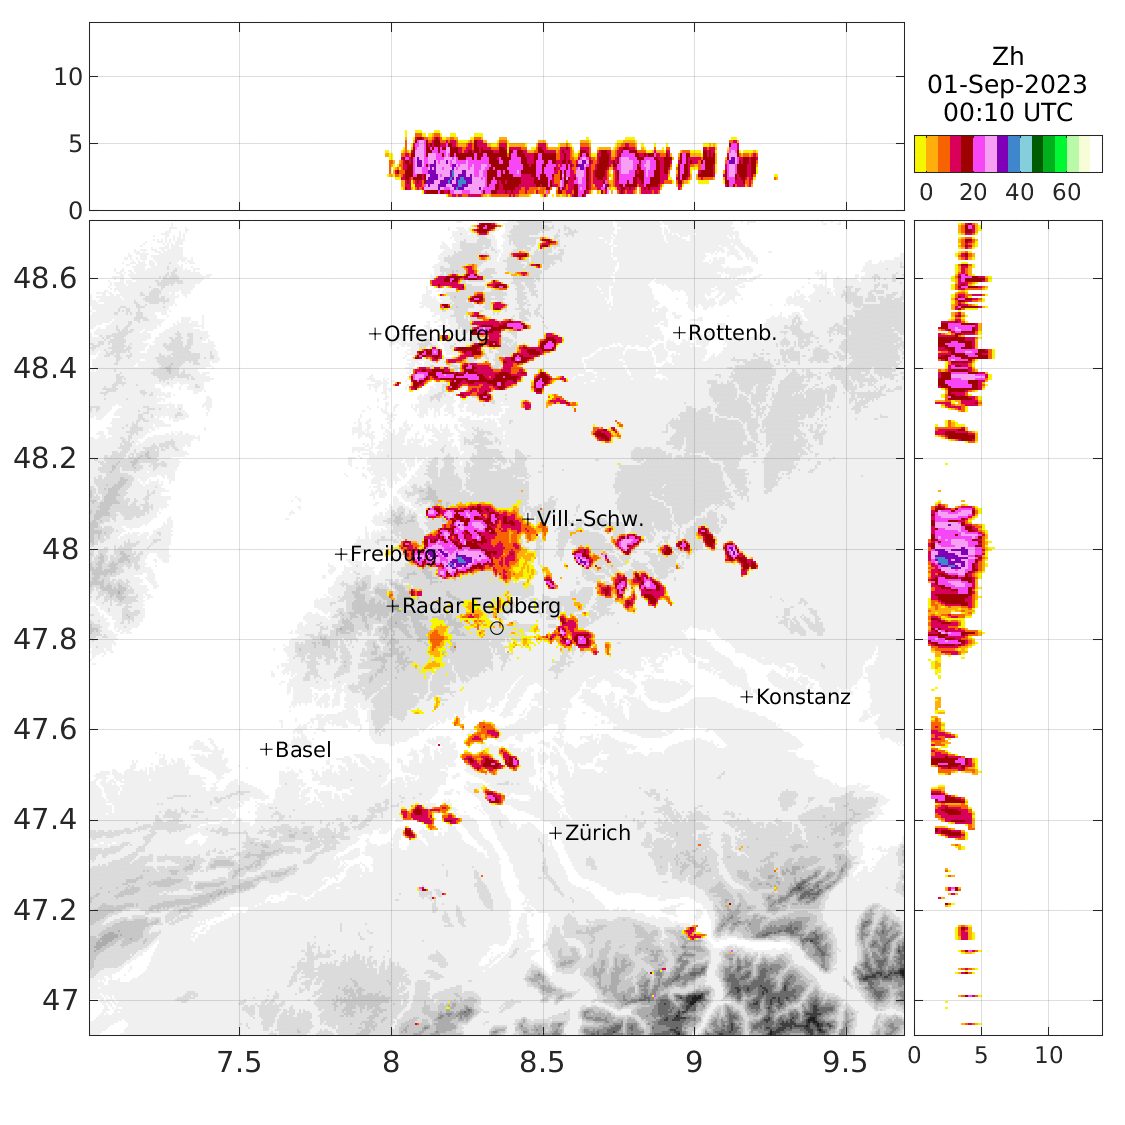 Zh
01-Sep-2023
00:10 UTC
0 20 40 60
10
5
0
48.6
48.4
48.2
48
47.8
47.6
47.4
47.2
47
+Offenburg
+Rottenb.
+Vill.-Schw.
+Freiburg
+Radar Feldberg
+Konstanz
+Basel
+Zürich
7.5 8 8.5 9 9.5
0 5 10